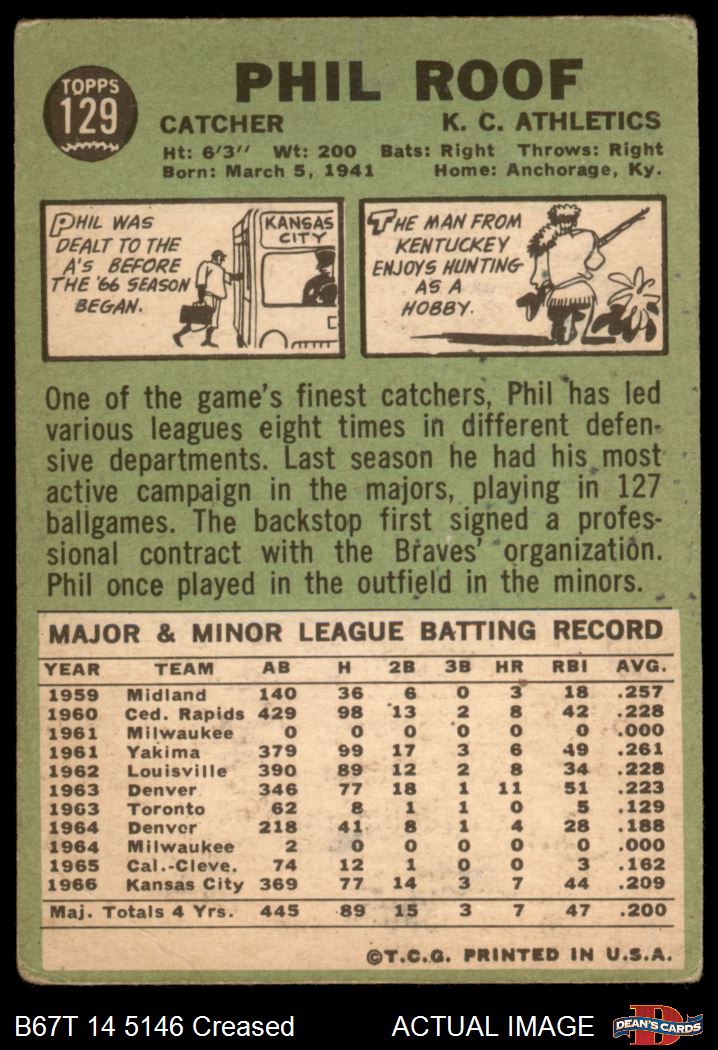 TOPPS
129
PHIL ROOF
CATCHER K. C. ATHLETICS
Ht: 6'3" Wt: 200 Bats: Right Throws: Right
Born: March 5, 1941 Home: Anchorage, Ky.
PHIL WAS
DEALT TO THE
A'S BEFORE
THE '66 SEASON
BEGAN.
KANSAS
CITY
THE MAN FROM
KENTUCKEY
ENJOYS HUNTING
AS A
HOBBY.
One of the game's finest catchers, Phil has led
various leagues eight times in different defen-
sive departments. Last season he had his most
active campaign in the majors, playing in 127
ballgames. The backstop first signed a profes-
sional contract with the Braves' organization.
Phil once played in the outfield in the minors.
MAJOR & MINOR LEAGUE BATTING RECORD
YEAR TEAM AB H 2B 3B HR RBI AVG.
1959 Midland 140 36 6 0 3 18 .257
1960 Ced. Rapids 429 98 13 2 8 42 .228
1961 Milwaukee 0 0 0 0 0 0 .000
1961 Yakima 379 99 17 3 6 49 .261
1962 Louisville 390 89 12 2 8 34 .228
1963 Denver 346 77 18 1 11 51 .223
1963 Toronto 62 8 1 1 0 5 .129
1964 Denver 218 41 8 1 4 28 .188
1964 Milwaukee 2 0 0 0 0 0 .000
1965 Cal.-Cleve. 74 12 1 0 0 3 .162
1966 Kansas City 369 77 14 3 7 44 .209
Maj. Totals 4 Yrs. 445 89 15 3 7 47 .200
©T.C.G. PRINTED IN U.S.A.
B67T 14 5146 Creased ACTUAL IMAGE
D
DEAN'S CARDS